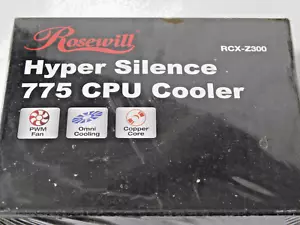 Rosewill
RCX-Z300
Hyper Silence
775 CPU Cooler
PWM Fan
Omni Cooling
Copper Core